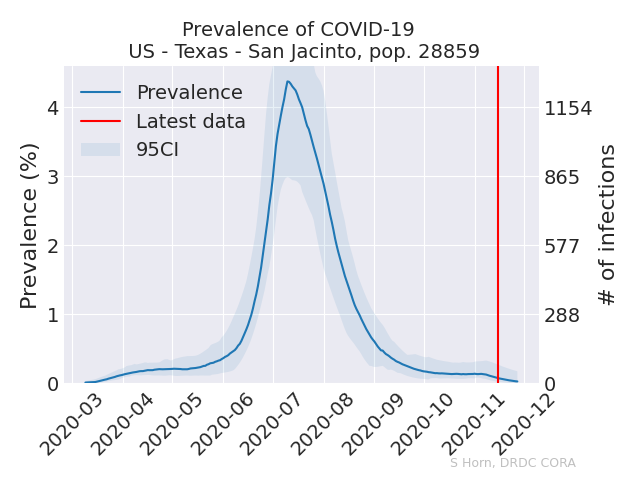 Prevalence of COVID-19
US - Texas - San Jacinto, pop. 28859
Prevalence
Latest data
95CI
Prevalence (%)
4
3
2
1
0
1154
865
577
288
0
# of infections
2020-03
2020-04
2020-05
2020-06
2020-07
2020-08
2020-09
2020-10
2020-11
2020-12
S Horn, DRDC CORA